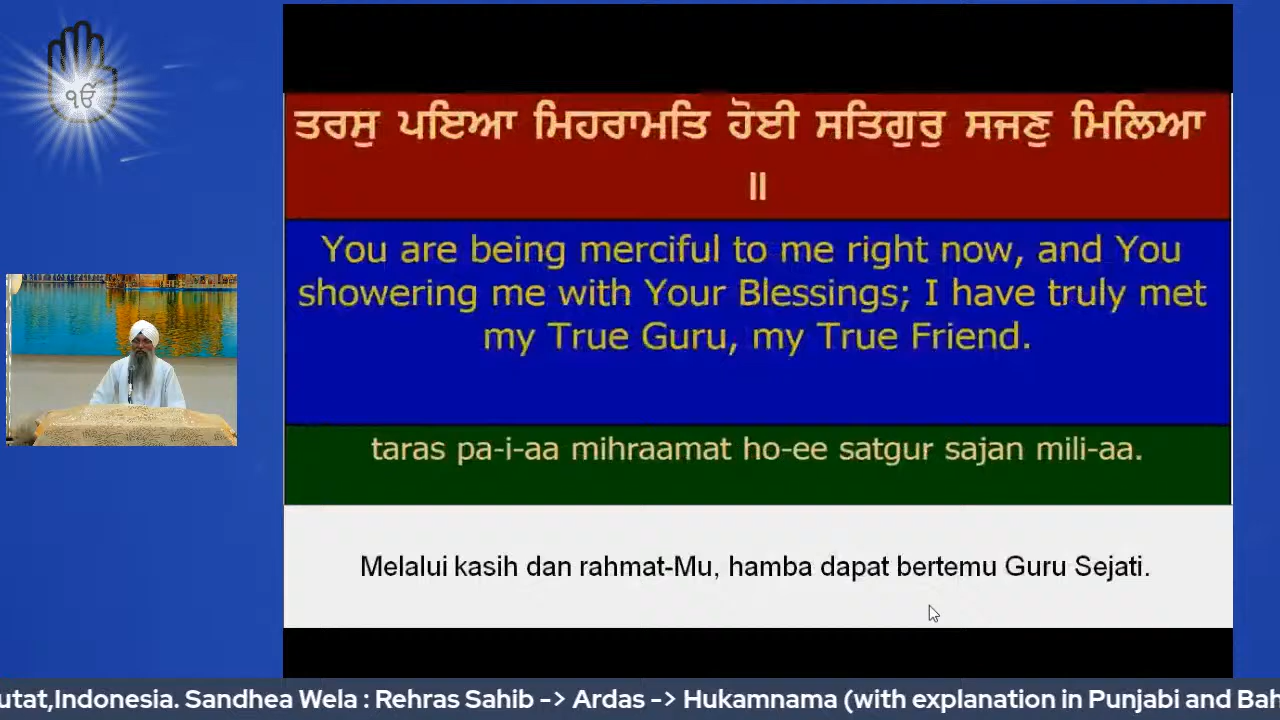 ੴ
ਤਰਸੁ ਪਇਆ ਮਿਹਰਾਮਤਿ ਹੋਈ ਸਤਿਗੁਰੁ ਸਜਣੁ ਮਿਲਿਆ
॥
You are being merciful to me right now, and You
showering me with Your Blessings; I have truly met
my True Guru, my True Friend.
taras pa-i-aa mihraamat ho-ee satgur sajan mili-aa.
Melalui kasih dan rahmat-Mu, hamba dapat bertemu Guru Sejati.
utat,Indonesia. Sandhea Wela : Rehras Sahib -> Ardas -> Hukamnama (with explanation in Punjabi and Bah